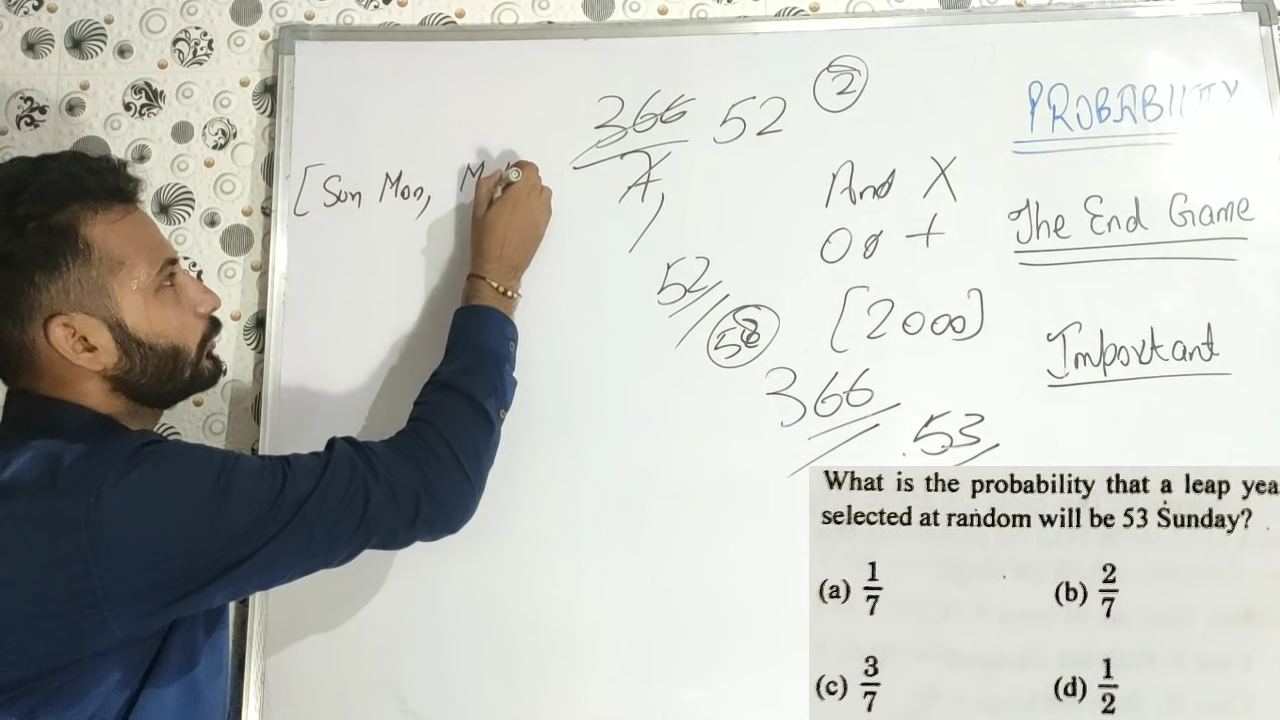 PROBABILITY
The End Game
Important
366 52 2
7
[Sun Mon, M
And X
Or +
52
[2000]
366
53
What is the probability that a leap yea
selected at random will be 53 Sunday?
(a) 1/7 (b) 2/7
(c) 3/7 (d) 1/2